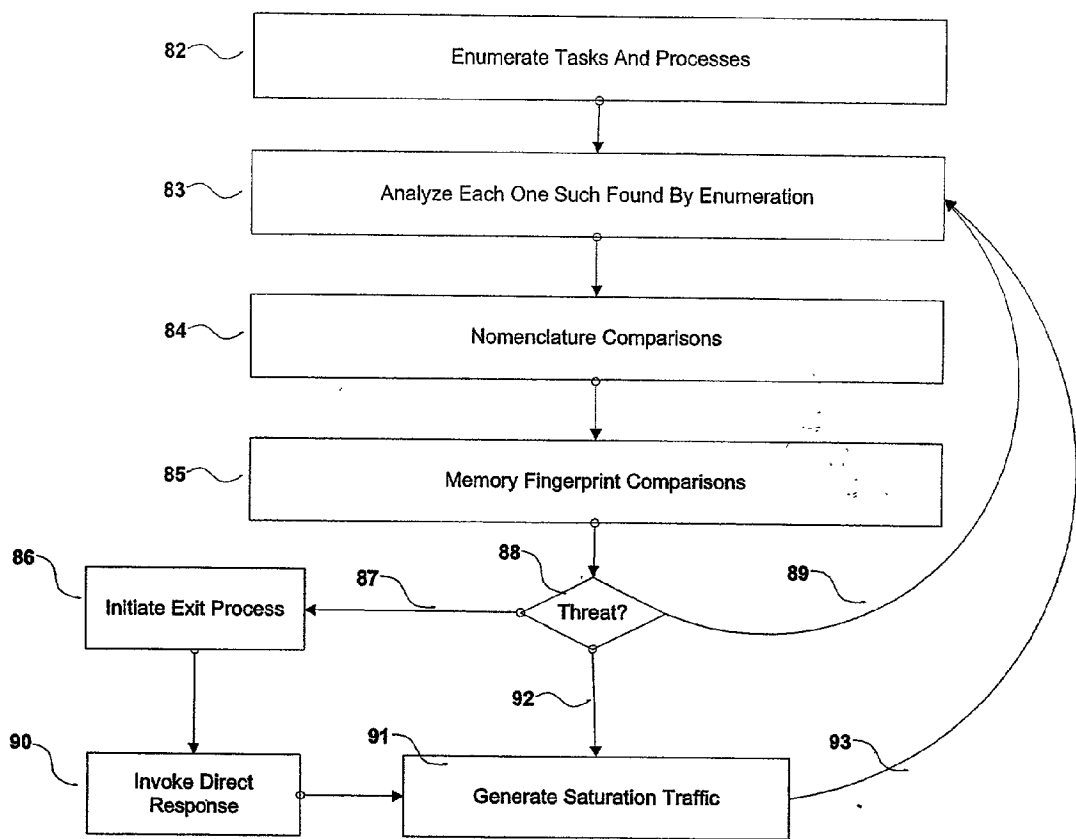 82
Enumerate Tasks And Processes
83
Analyze Each One Such Found By Enumeration
84
Nomenclature Comparisons
85
Memory Fingerprint Comparisons
86
Initiate Exit Process
87
88
Threat?
89
92
90
Invoke Direct
Response
91
Generate Saturation Traffic
93